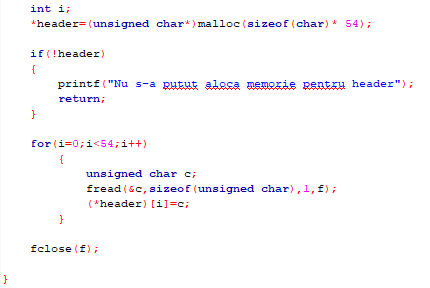 int i;
*header=(unsigned char*)malloc(sizeof(char)* 54);
if(!header)
{
printf("Nu s-a putut aloca memorie pentru header");
return;
}
for(i=0;i<54;i++)
{
unsigned char c;
fread(&c,sizeof(unsigned char),1,f);
(*header)[i]=c;
}
fclose(f);
}